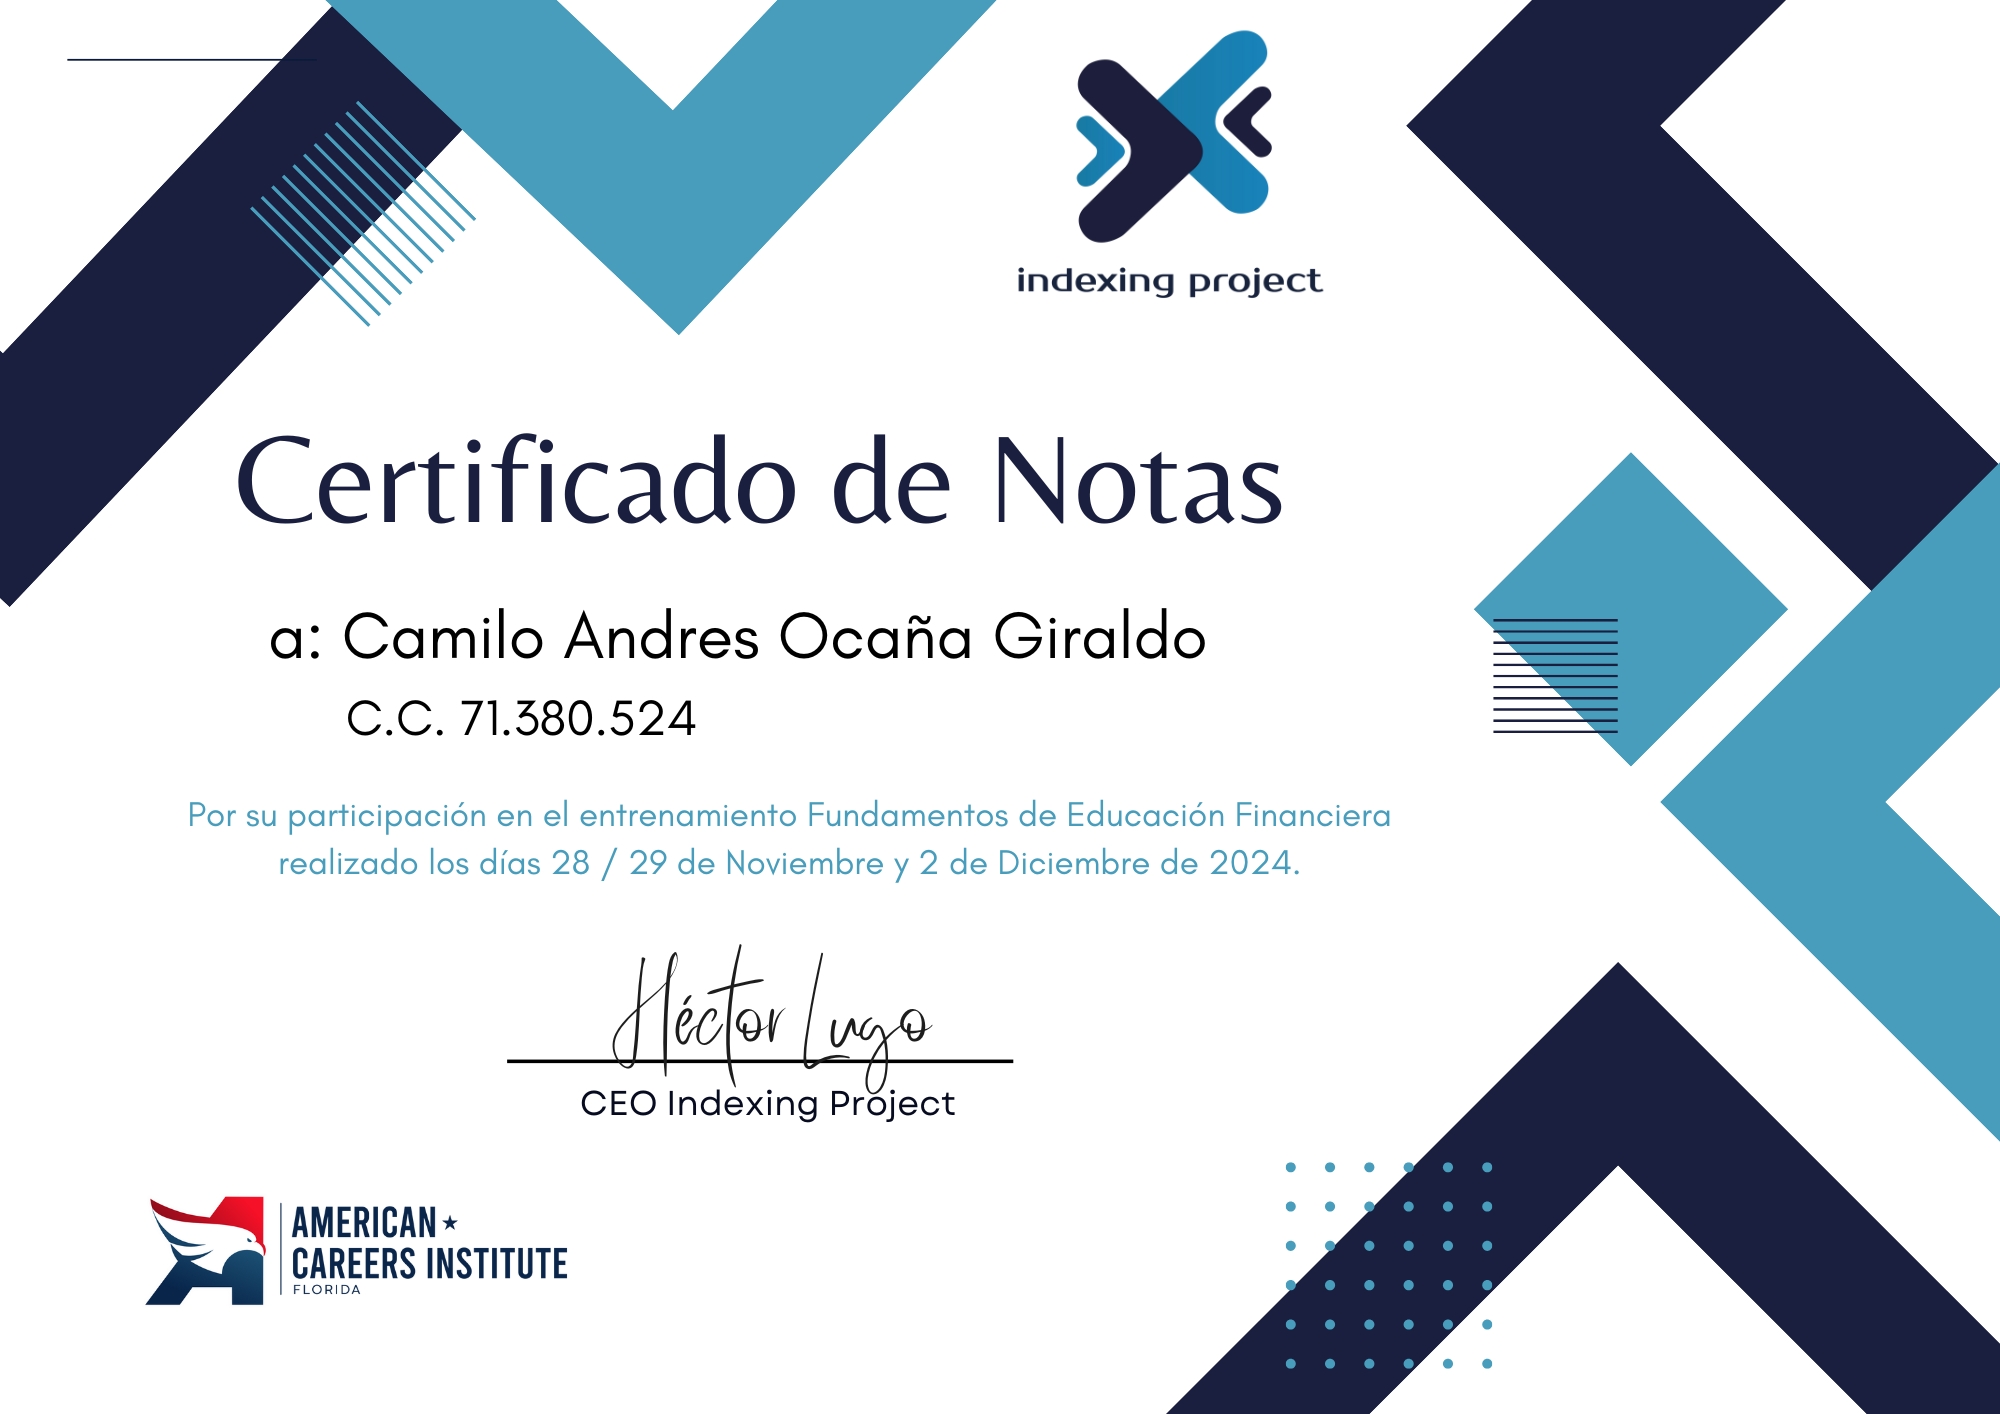 indexing project
Certificado de Notas
a: Camilo Andres Ocaña Giraldo
C.C. 71.380.524
Por su participación en el entrenamiento Fundamentos de Educación Financiera
realizado los días 28 / 29 de Noviembre y 2 de Diciembre de 2024.
Héctor Lugo
CEO Indexing Project
AMERICAN
CAREERS INSTITUTE
FLORIDA